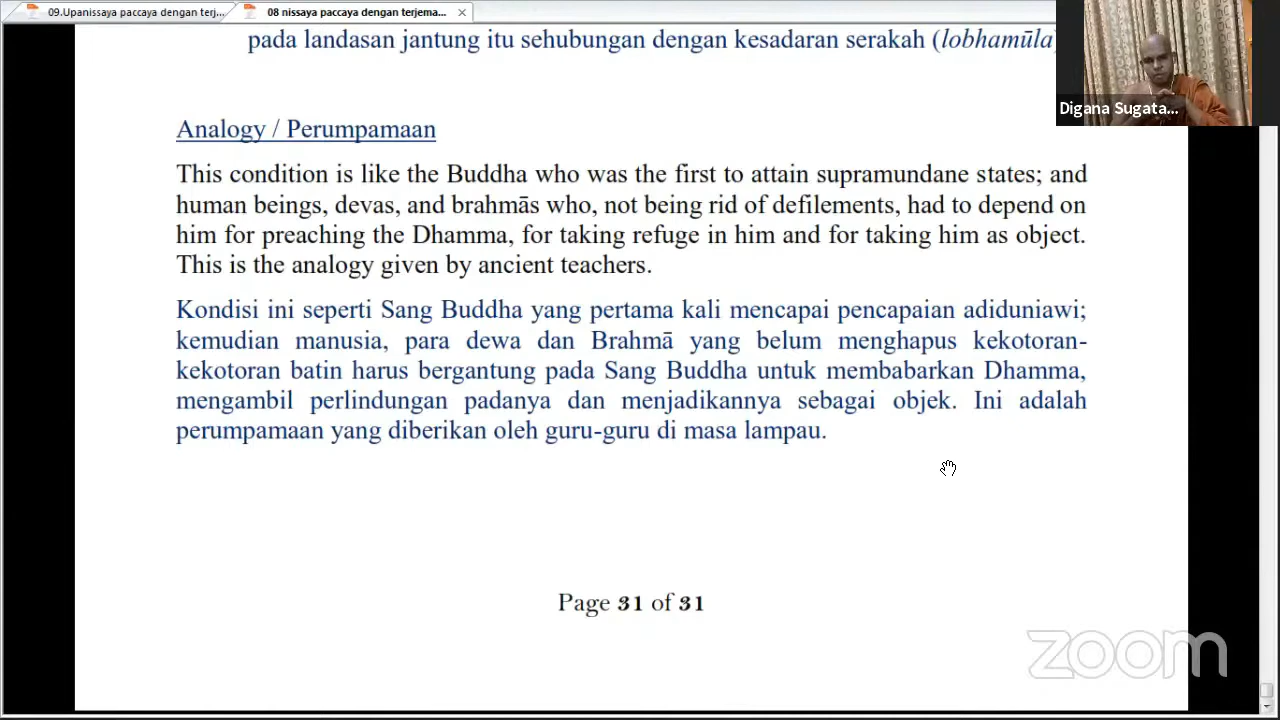 09.Upanissaya paccaya dengan terj...
08 nissaya paccaya dengan terjema...
pada landasan jantung itu sehubungan dengan kesadaran serakah (lobhamūla)
Digana Sugata...
Analogy / Perumpamaan
This condition is like the Buddha who was the first to attain supramundane states; and
human beings, devas, and brahmās who, not being rid of defilements, had to depend on
him for preaching the Dhamma, for taking refuge in him and for taking him as object.
This is the analogy given by ancient teachers.
Kondisi ini seperti Sang Buddha yang pertama kali mencapai pencapaian adiduniawi;
kemudian manusia, para dewa dan Brahmā yang belum menghapus kekotoran-
kekotoran batin harus bergantung pada Sang Buddha untuk membabarkan Dhamma,
mengambil perlindungan padanya dan menjadikannya sebagai objek. Ini adalah
perumpamaan yang diberikan oleh guru-guru di masa lampau.
Page 31 of 31
zoom